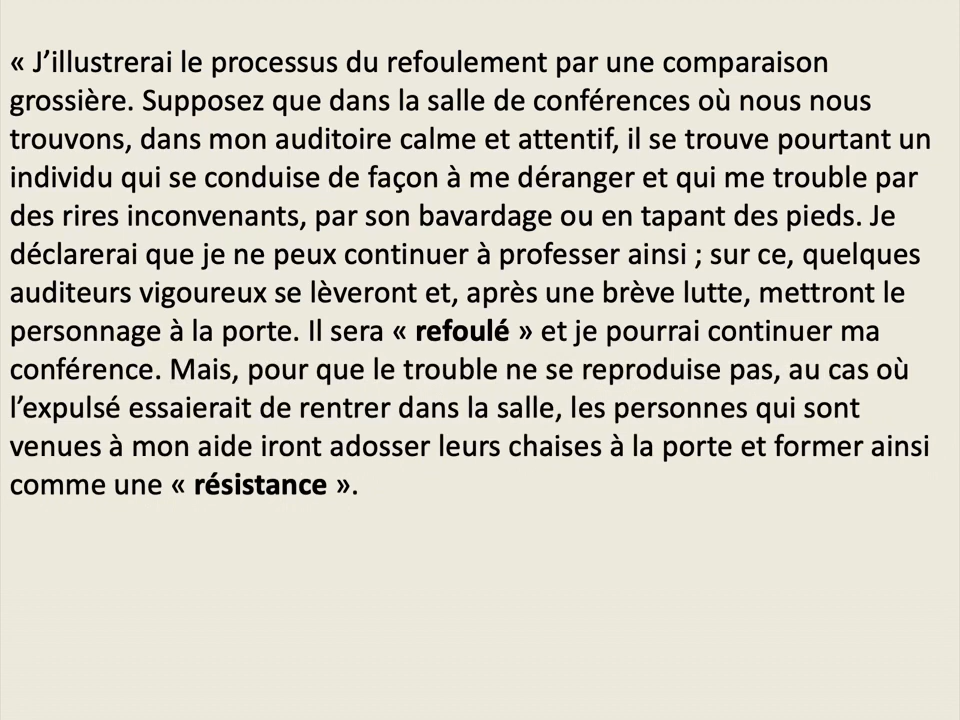 « J’illustrerai le processus du refoulement par une comparaison
grossière. Supposez que dans la salle de conférences où nous nous
trouvons, dans mon auditoire calme et attentif, il se trouve pourtant un
individu qui se conduise de façon à me déranger et qui me trouble par
des rires inconvenants, par son bavardage ou en tapant des pieds. Je
déclarerai que je ne peux continuer à professer ainsi ; sur ce, quelques
auditeurs vigoureux se lèveront et, après une brève lutte, mettront le
personnage à la porte. Il sera « refoulé » et je pourrai continuer ma
conférence. Mais, pour que le trouble ne se reproduise pas, au cas où
l’expulsé essaierait de rentrer dans la salle, les personnes qui sont
venues à mon aide iront adosser leurs chaises à la porte et former ainsi
comme une « résistance ».